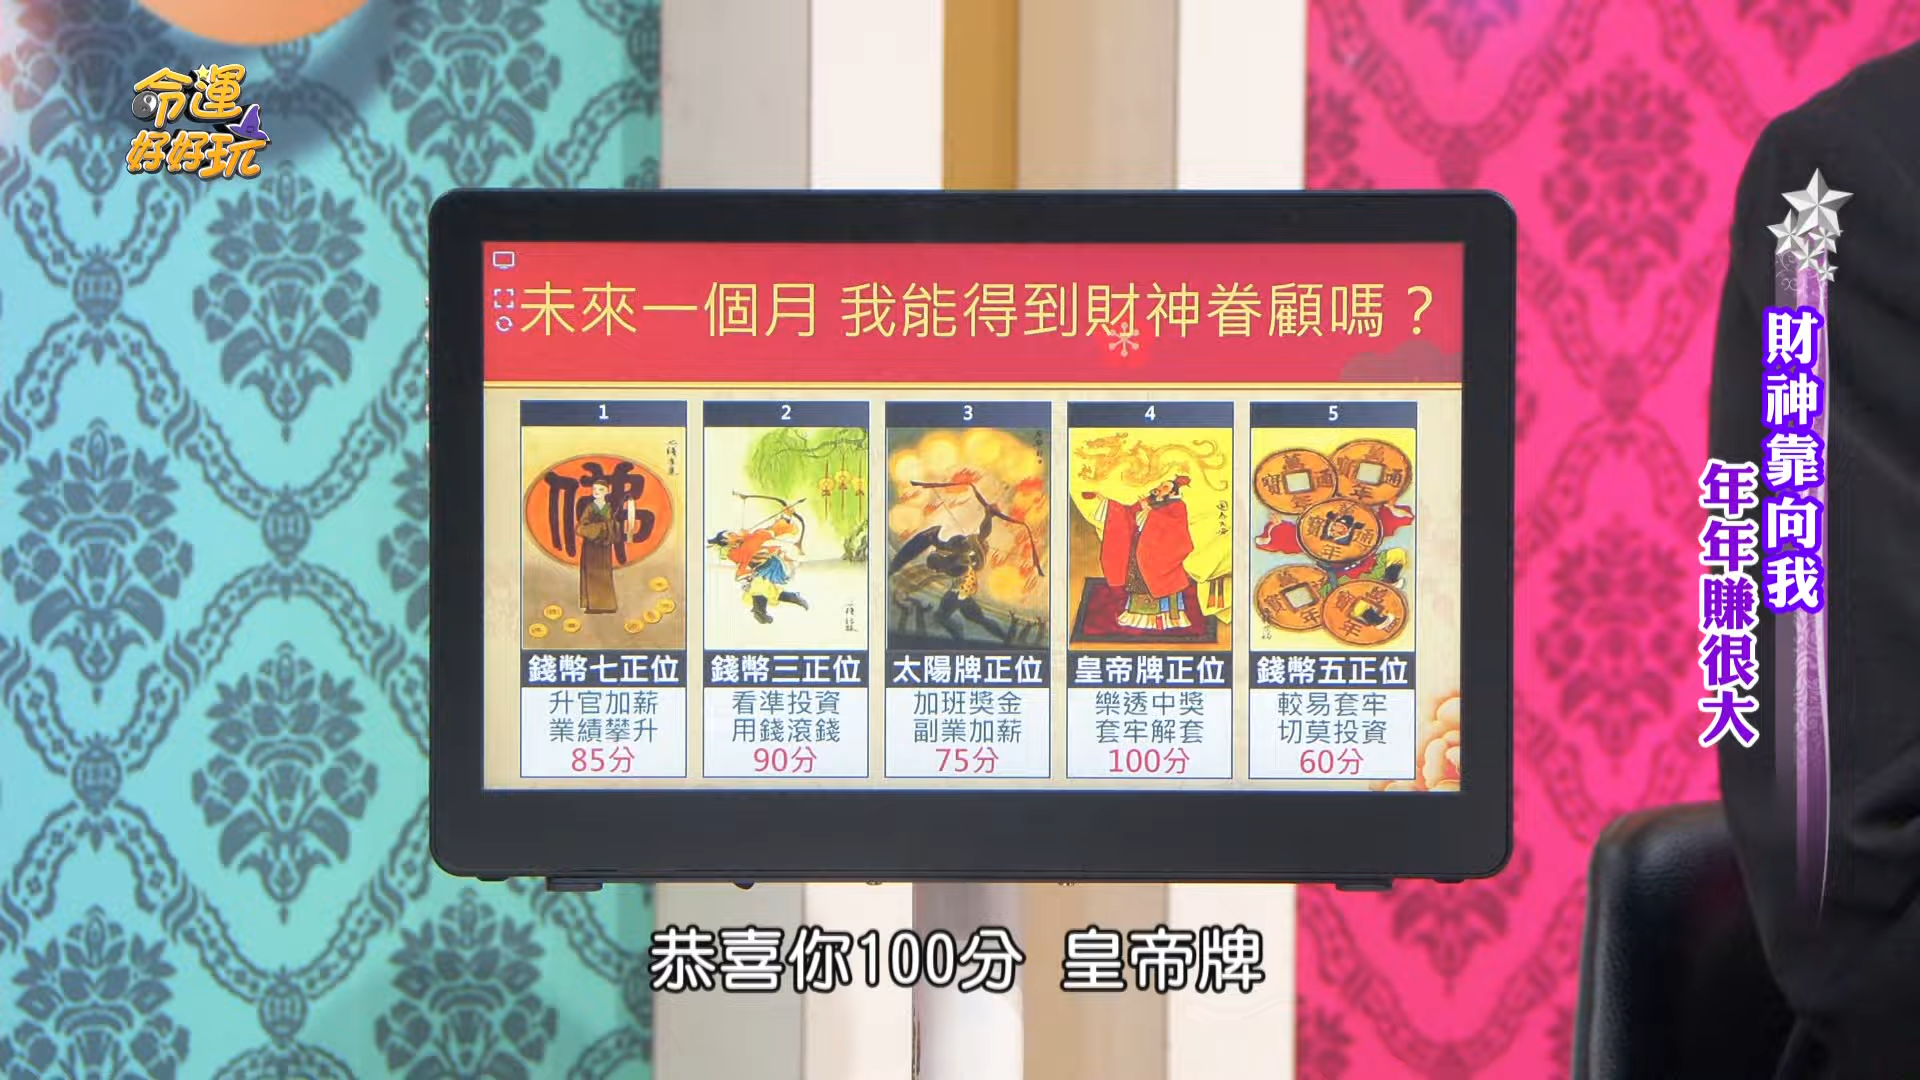 命運
好好玩
未來一個月 我能得到財神眷顧嗎？
1
錢幣七正位
升官加薪
業績攀升
85分
2
錢幣三正位
看準投資
用錢滾錢
90分
3
太陽牌正位
加班獎金
副業加薪
75分
4
皇帝牌正位
樂透中獎
套牢解套
100分
5
錢幣五正位
較易套牢
切莫投資
60分
財神靠向我
年年賺很大
恭喜你100分 皇帝牌